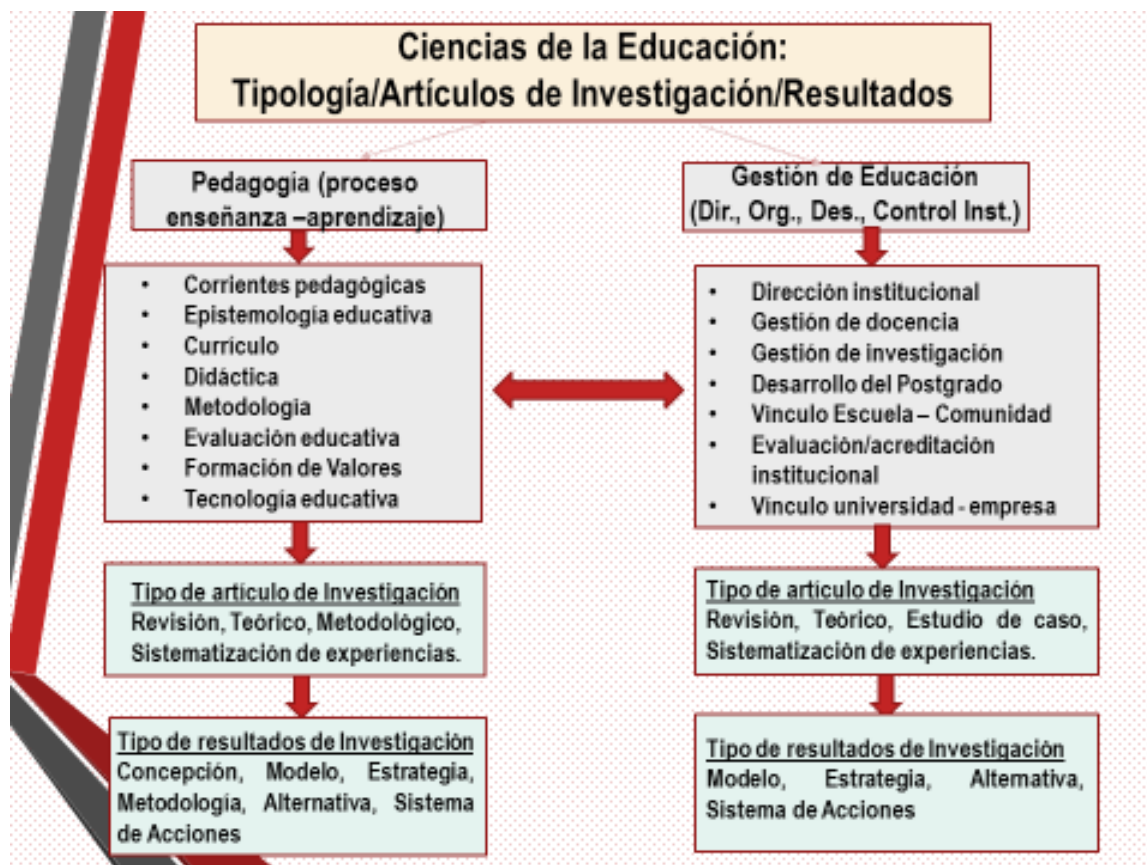 Ciencias de la Educación:
Tipología/Artículos de Investigación/Resultados
Pedagogía (proceso
enseñanza –aprendizaje)
• Corrientes pedagógicas
• Epistemología educativa
• Currículo
• Didáctica
• Metodología
• Evaluación educativa
• Formación de Valores
• Tecnología educativa
Tipo de artículo de Investigación
Revisión, Teórico, Metodológico,
Sistematización de experiencias.
Tipo de resultados de Investigación
Concepción, Modelo, Estrategia,
Metodología, Alternativa, Sistema
de Acciones
Gestión de Educación
(Dir., Org., Des., Control Inst.)
• Dirección institucional
• Gestión de docencia
• Gestión de investigación
• Desarrollo del Postgrado
• Vinculo Escuela – Comunidad
• Evaluación/acreditación
institucional
• Vinculo universidad - empresa
Tipo de artículo de Investigación
Revisión, Teórico, Estudio de caso,
Sistematización de experiencias.
Tipo de resultados de Investigación
Modelo, Estrategia, Alternativa,
Sistema de Acciones